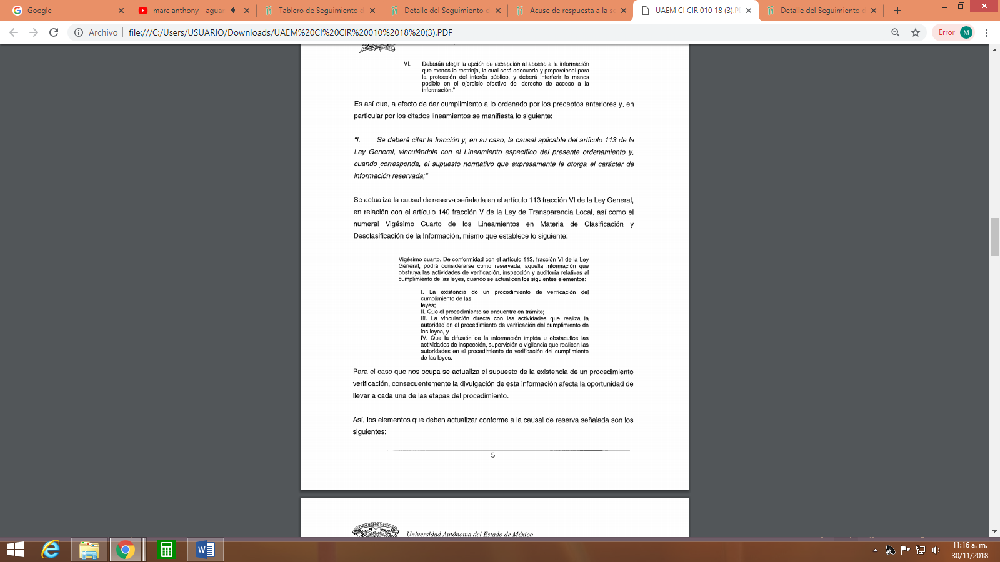 Google
marc anthony - aguar
Tablero de Seguimiento d
Detalle del Seguimiento d
Acuse de respuesta a la so
UAEM CI CIR 010 18 (3).P
Detalle del Seguimiento d
Archivo
file:///C:/Users/USUARIO/Downloads/UAEM%20CI%20CIR%20010%2018%20(3).PDF
Error M
VI. Deberán elegir la opción de excepción al acceso a la información
que menos lo restrinja, la cual será adecuada y proporcional para
la protección del interés público, y deberá interferir lo menos
posible en el ejercicio efectivo del derecho de acceso a la
información."
Es así que, a efecto de dar cumplimiento a lo ordenado por los preceptos anteriores y, en
particular por los citados lineamientos se manifiesta lo siguiente:
"I. Se deberá citar la fracción y, en su caso, la causal aplicable del artículo 113 de la
Ley General, vinculándola con el Lineamiento específico del presente ordenamiento y,
cuando corresponda, el supuesto normativo que expresamente le otorga el carácter de
información reservada;"
Se actualiza la causal de reserva señalada en el artículo 113 fracción VI de la Ley General,
en relación con el artículo 140 fracción V de la Ley de Transparencia Local, así como el
numeral Vigésimo Cuarto de los Lineamientos en Materia de Clasificación y
Desclasificación de la Información, mismo que establece lo siguiente:
Vigésimo cuarto. De conformidad con el artículo 113, fracción VI de la Ley
General, podrá considerarse como reservada, aquella información que
obstruya las actividades de verificación, inspección y auditoría relativas al
cumplimiento de las leyes, cuando se actualicen los siguientes elementos:
I. La existencia de un procedimiento de verificación del
cumplimiento de las
leyes;
II. Que el procedimiento se encuentre en trámite;
III. La vinculación directa con las actividades que realiza la
autoridad en el procedimiento de verificación del cumplimiento de
las leyes, y
IV. Que la difusión de la información impida u obstaculice las
actividades de inspección, supervisión o vigilancia que realicen las
autoridades en el procedimiento de verificación del cumplimiento
de las leyes.
Para el caso que nos ocupa se actualiza el supuesto de la existencia de un procedimiento
verificación, consecuentemente la divulgación de esta información afecta la oportunidad de
llevar a cada una de las etapas del procedimiento.
Así, los elementos que deben actualizar conforme a la causal de reserva señalada son los
siguientes:
5
Universidad Autónoma del Estado de México
11:16 a. m.
30/11/2018